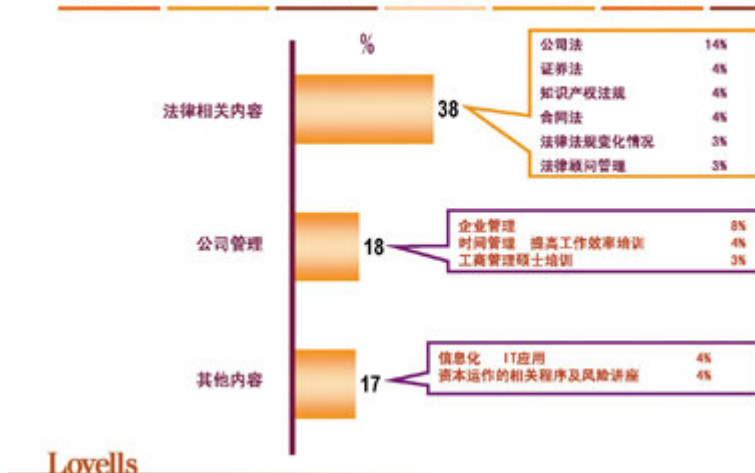 %
法律相关内容
38
公司法 14%
证券法 4%
知识产权法规 4%
合同法 4%
法律法规变化情况 3%
法律顾问管理 3%
公司管理
18
企业管理 8%
时间管理 提高工作效率培训 4%
工商管理硕士培训 3%
其他内容
17
信息化 IT应用 4%
资本运作的相关程序及风险讲座 4%
Lovells